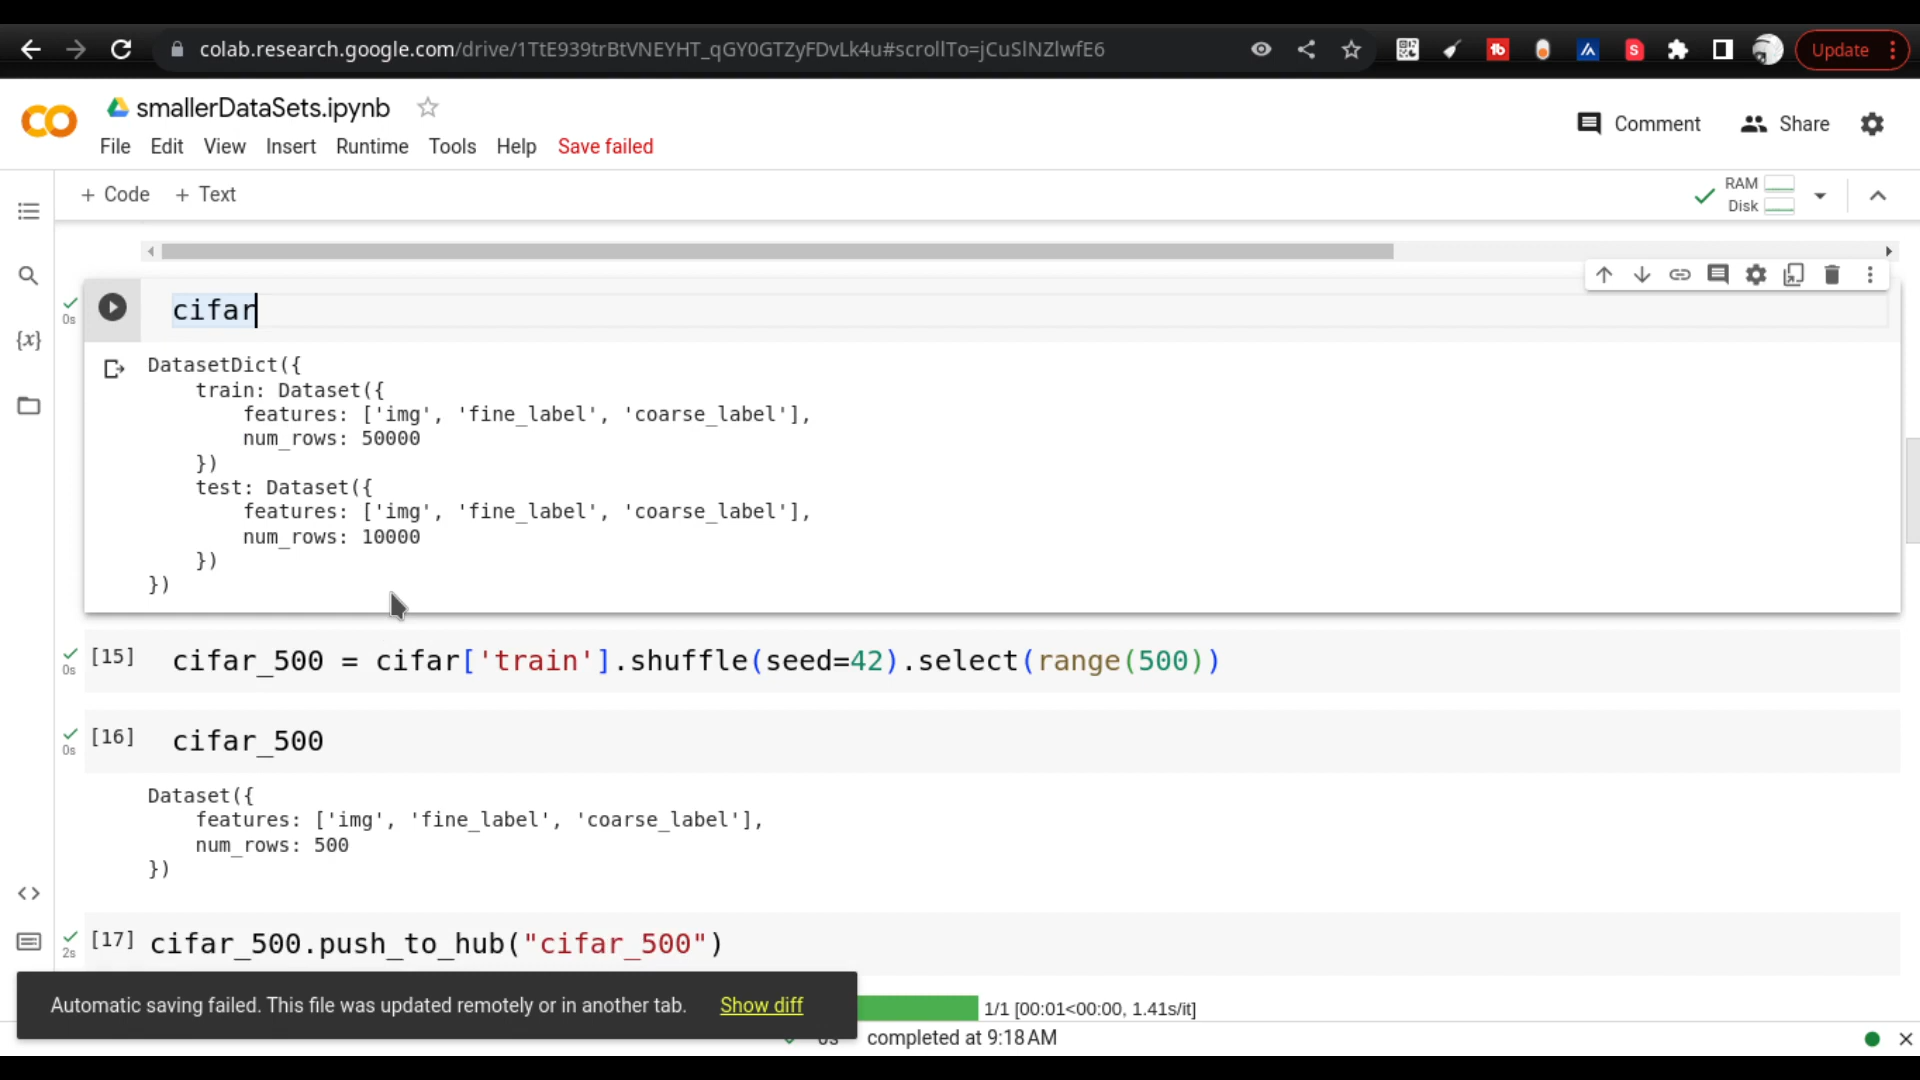 colab.research.google.com/drive/1TtE939trBtVNEYHT_qGY0GTZyFDvLk4u#scrollTo=jCuSlNZlwfE6
Update
smallerDataSets.ipynb
File Edit View Insert Runtime Tools Help Save failed
Comment
Share
+ Code + Text
RAM
Disk
0s
cifar
DatasetDict({
    train: Dataset({
        features: ['img', 'fine_label', 'coarse_label'],
        num_rows: 50000
    })
    test: Dataset({
        features: ['img', 'fine_label', 'coarse_label'],
        num_rows: 10000
    })
})
0s
[15] cifar_500 = cifar['train'].shuffle(seed=42).select(range(500))
0s
[16] cifar_500
Dataset({
    features: ['img', 'fine_label', 'coarse_label'],
    num_rows: 500
})
2s
[17] cifar_500.push_to_hub("cifar_500")
Automatic saving failed. This file was updated remotely or in another tab. Show diff
1/1 [00:01<00:00, 1.41s/it]
0s completed at 9:18 AM